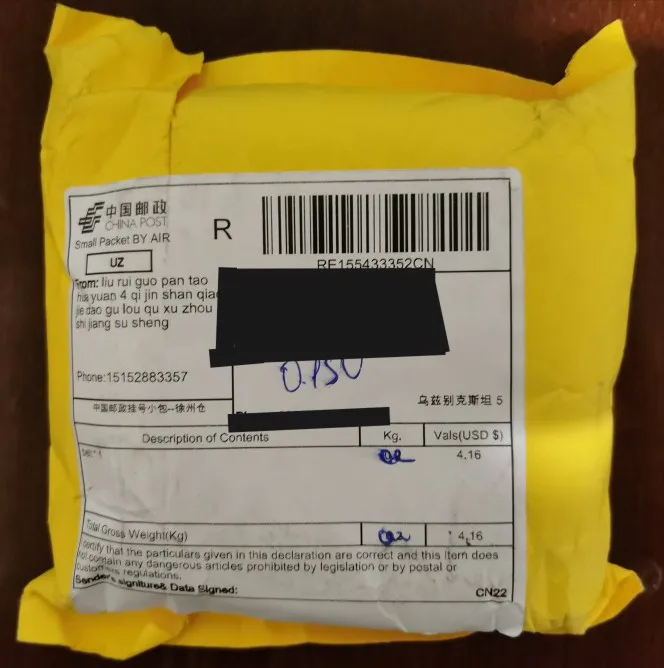 中国邮政
CHINA POST
Small Packet BY AIR
R
UZ
RF155433352CN
From: liu rui guo pan tao
hua yuan 4 qi jin shan qiao
jie dao gu lou qu xu zhou
shi jiang su sheng
0.150
Phone:15152883357
中国邮政挂号小包--徐州仓
乌兹别克斯坦 5
Description of Contents Kg. Vals(USD $)
4.16
Total Gross Weight(Kg) 4.16
certify that the particulars given in this declaration are correct and this item does
not contain any dangerous articles prohibited by legislation or by postal or
customs regulations.
Senders signiture& Data Signed:
CN22